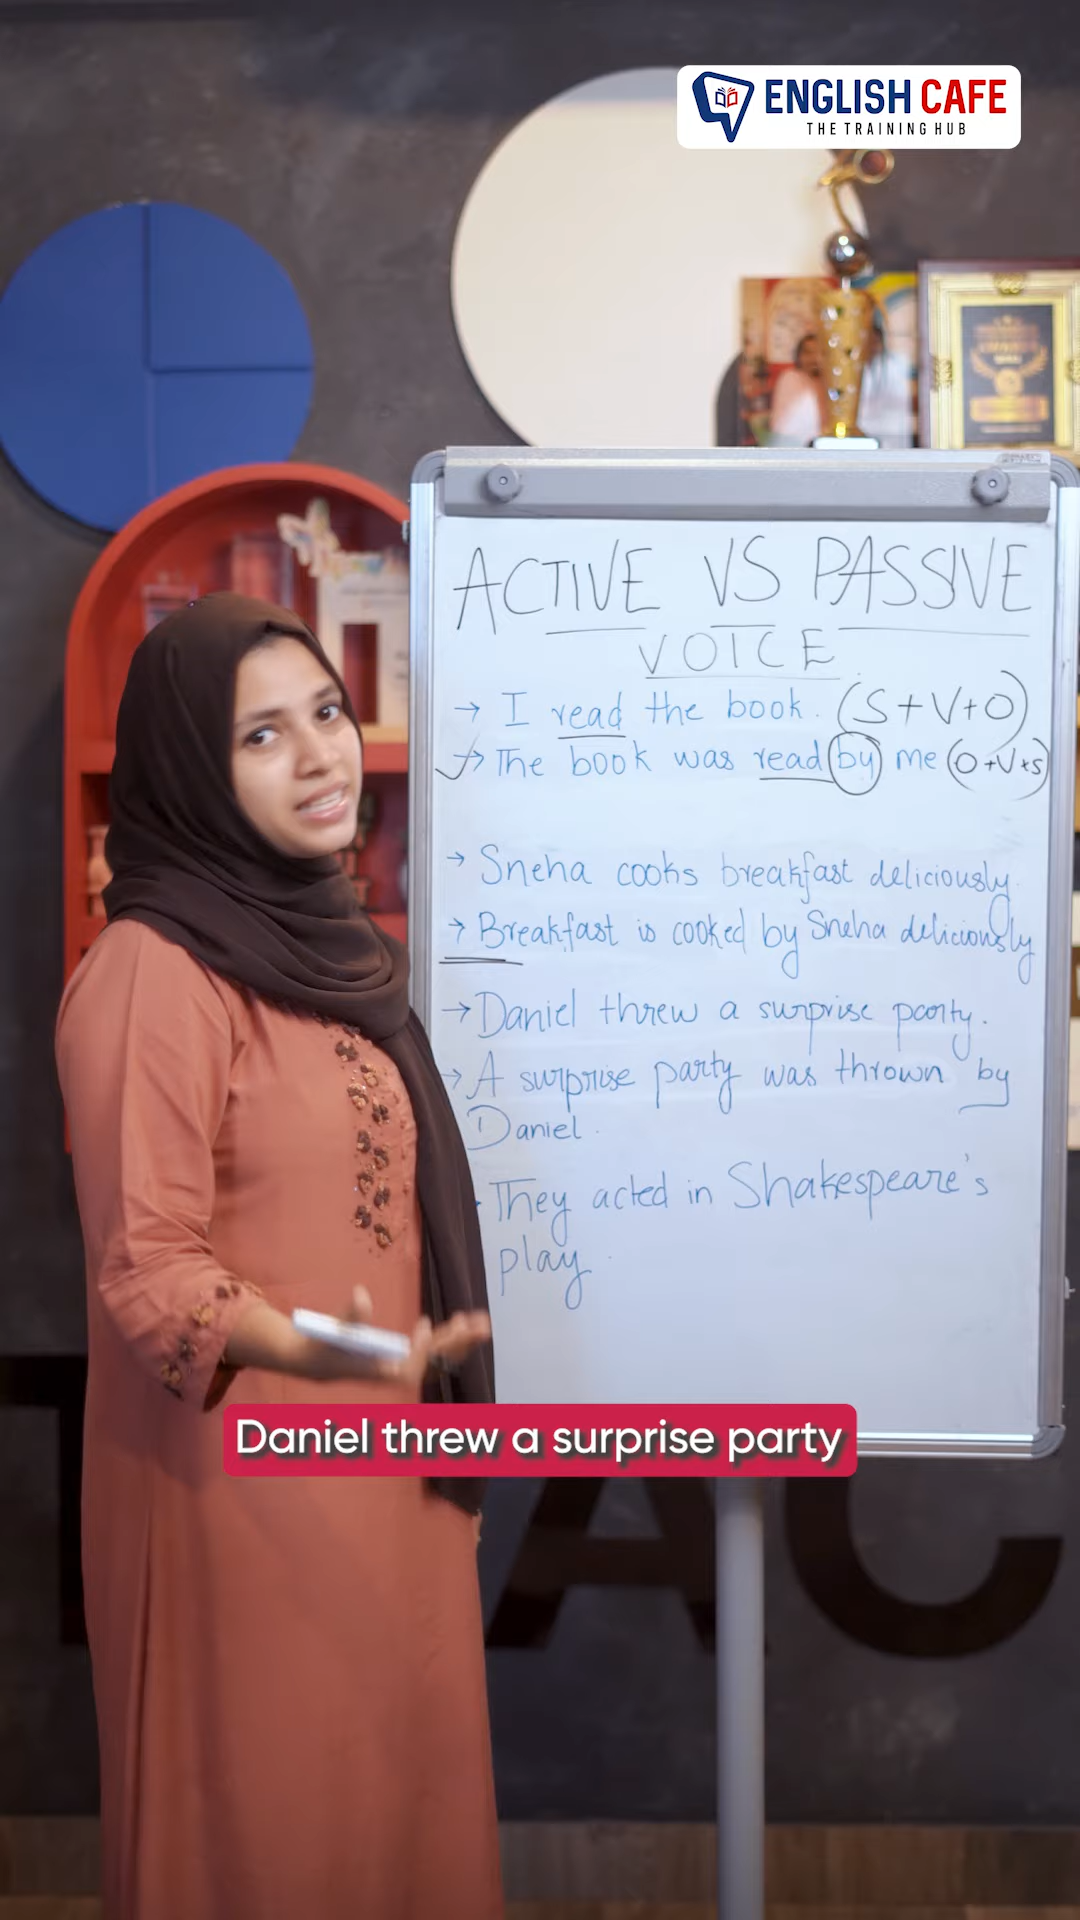 ENGLISH CAFE
THE TRAINING HUB
ACTIVE VS PASSIVE
VOICE
→ I read the book. (S+V+O)
→ The book was read by me (O+V+S)
→ Sneha cooks breakfast deliciously.
→ Breakfast is cooked by Sneha deliciously
→ Daniel threw a surprise party.
→ A surprise party was thrown by
Daniel.
They acted in Shakespeare's
play.
Daniel threw a surprise party
AC